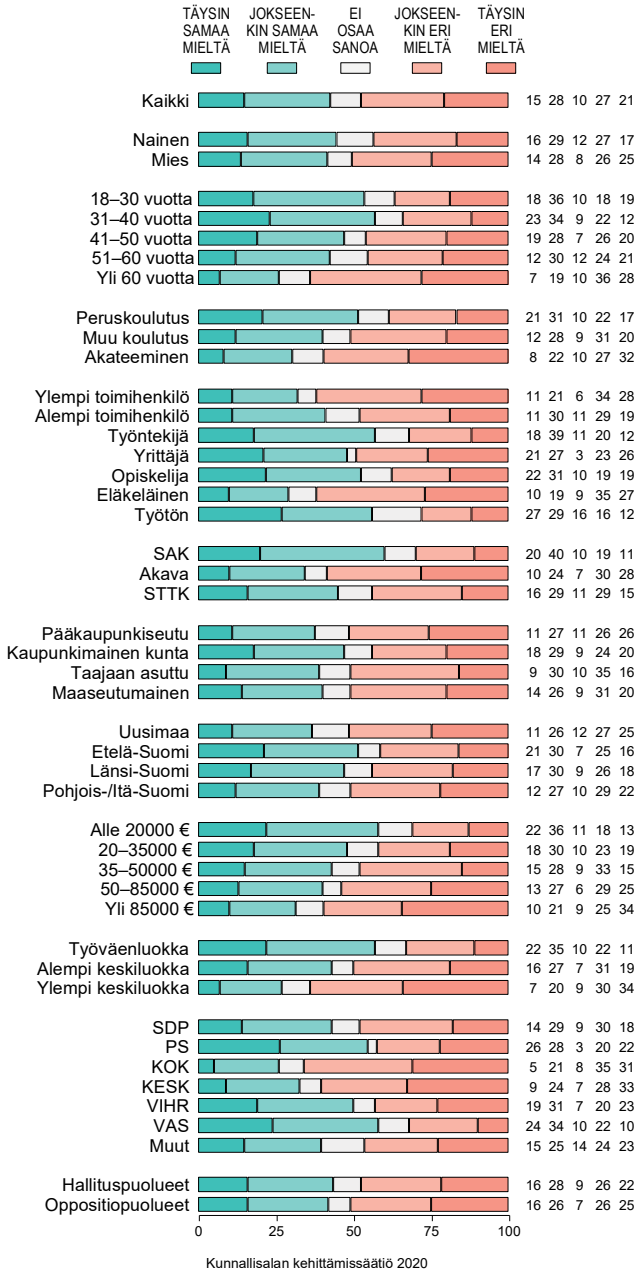 TÄYSIN JOKSEEN- EI JOKSEEN- TÄYSIN
SAMAA KIN SAMAA OSAA KIN ERI ERI
MIELTÄ MIELTÄ SANOA MIELTÄ MIELTÄ
Kaikki 15 28 10 27 21
Nainen 16 29 12 27 17
Mies 14 28 8 26 25
18–30 vuotta 18 36 10 18 19
31–40 vuotta 23 34 9 22 12
41–50 vuotta 19 28 7 26 20
51–60 vuotta 12 30 12 24 21
Yli 60 vuotta 7 19 10 36 28
Peruskoulutus 21 31 10 22 17
Muu koulutus 12 28 9 31 20
Akateeminen 8 22 10 27 32
Ylempi toimihenkilö 11 21 6 34 28
Alempi toimihenkilö 11 30 11 29 19
Työntekijä 18 39 11 20 12
Yrittäjä 21 27 3 23 26
Opiskelija 22 31 10 19 19
Eläkeläinen 10 19 9 35 27
Työtön 27 29 16 16 12
SAK 20 40 10 19 11
Akava 10 24 7 30 28
STTK 16 29 11 29 15
Pääkaupunkiseutu 11 27 11 26 26
Kaupunkimainen kunta 18 29 9 24 20
Taajaan asuttu 9 30 10 35 16
Maaseutumainen 14 26 9 31 20
Uusimaa 11 26 12 27 25
Etelä-Suomi 21 30 7 25 16
Länsi-Suomi 17 30 9 26 18
Pohjois-/Itä-Suomi 12 27 10 29 22
Alle 20000 € 22 36 11 18 13
20–35000 € 18 30 10 23 19
35–50000 € 15 28 9 33 15
50–85000 € 13 27 6 29 25
Yli 85000 € 10 21 9 25 34
Työväenluokka 22 35 10 22 11
Alempi keskiluokka 16 27 7 31 19
Ylempi keskiluokka 7 20 9 30 34
SDP 14 29 9 30 18
PS 26 28 3 20 22
KOK 5 21 8 35 31
KESK 9 24 7 28 33
VIHR 19 31 7 20 23
VAS 24 34 10 22 10
Muut 15 25 14 24 23
Hallituspuolueet 16 28 9 26 22
Oppositiopuolueet 16 26 7 26 25
0 25 50 75 100
Kunnallisalan kehittämissäätiö 2020